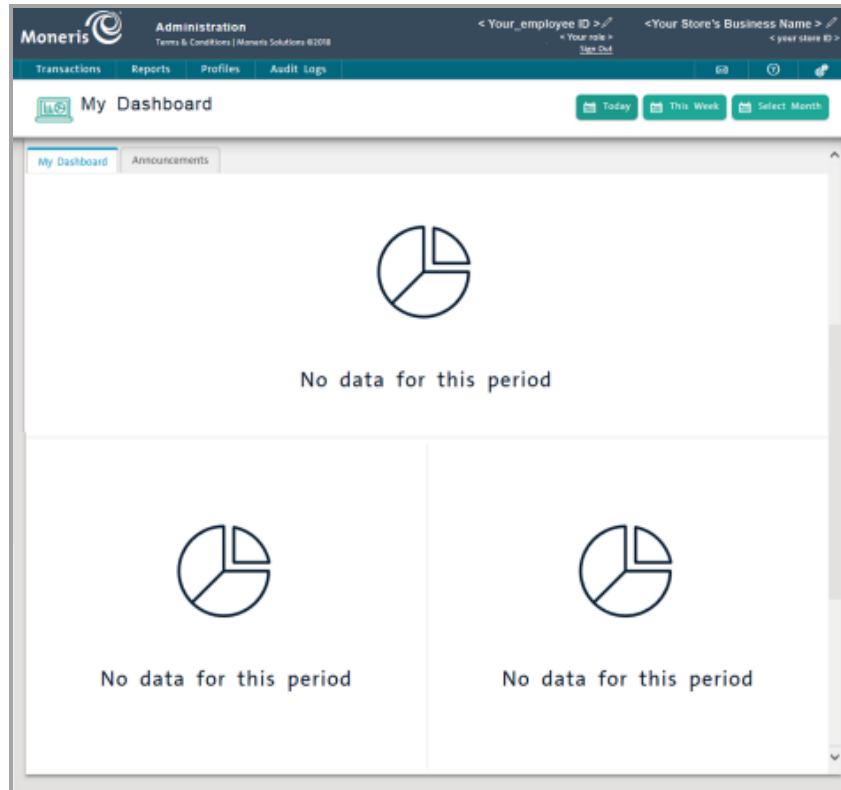 Moneris
Administration
Terms & Conditions | Moneris Solutions ©2018
< Your_employee ID >
< Your role >
Sign Out
<Your Store's Business Name >
< your store ID >
Transactions Reports Profiles Audit Logs
My Dashboard
Today This Week Select Month
My Dashboard Announcements
No data for this period
No data for this period No data for this period